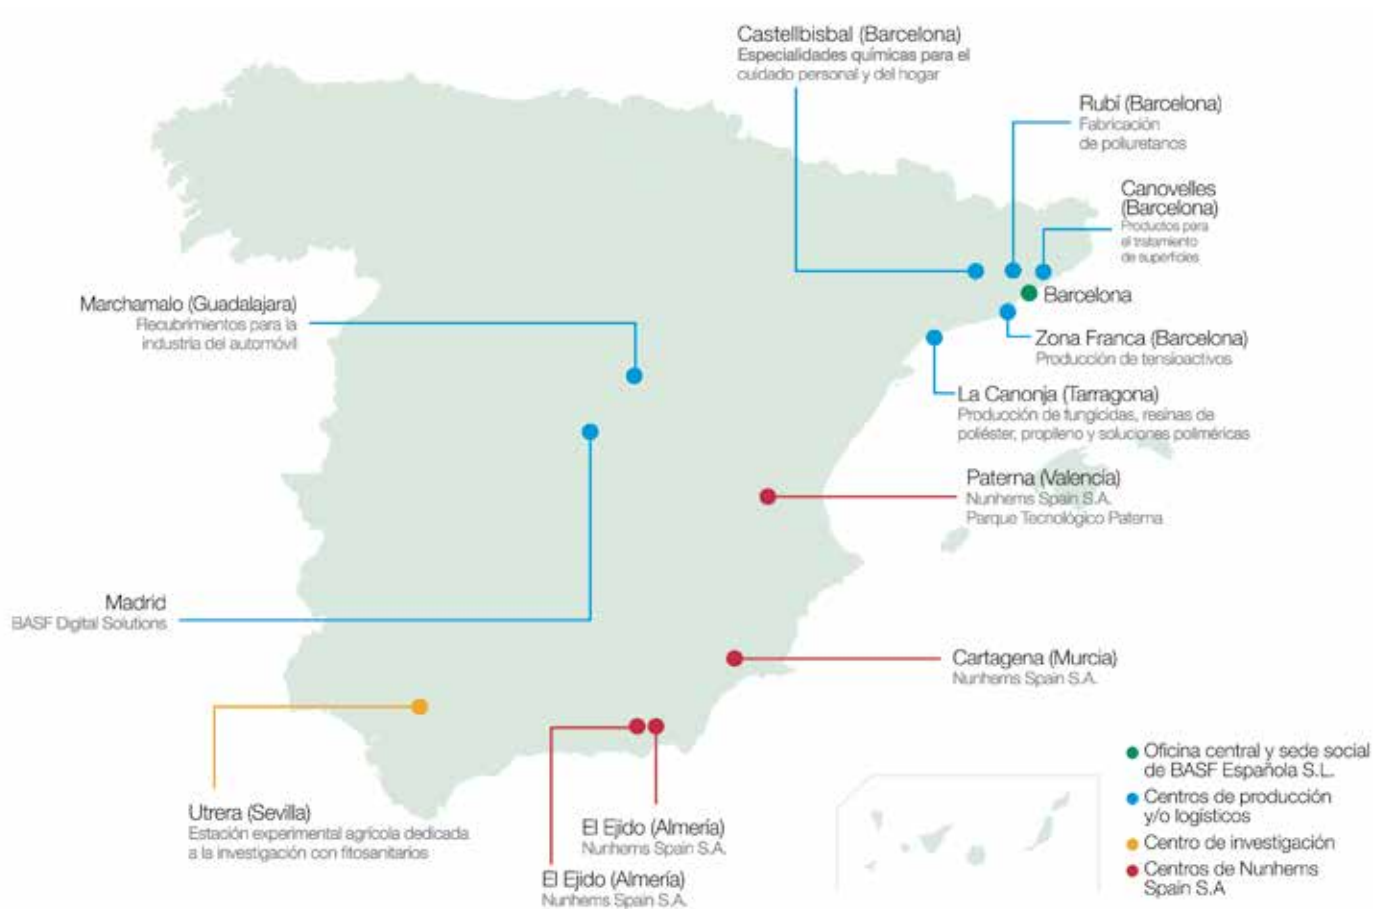 Castellbisbal (Barcelona)
Especialidades químicas para el
cuidado personal y del hogar
Rubí (Barcelona)
Fabricación
de poliuretanos
Canovelles
(Barcelona)
Productos para
el tratamiento
de superficies
Barcelona
Marchamalo (Guadalajara)
Recubrimientos para la
industria del automóvil
Zona Franca (Barcelona)
Producción de tensioactivos
La Canonja (Tarragona)
Producción de fungicidas, resinas de
poliéster, propileno y soluciones poliméricas
Paterna (Valencia)
Nunhems Spain S.A.
Parque Tecnológico Paterna
Madrid
BASF Digital Solutions
Cartagena (Murcia)
Nunhems Spain S.A.
Utrera (Sevilla)
Estación experimental agrícola dedicada
a la investigación con fitosanitarios
El Ejido (Almería)
Nunhems Spain S.A.
El Ejido (Almería)
Nunhems Spain S.A.
Oficina central y sede social
de BASF Española S.L.
Centros de producción
y/o logísticos
Centro de investigación
Centros de Nunhems
Spain S.A